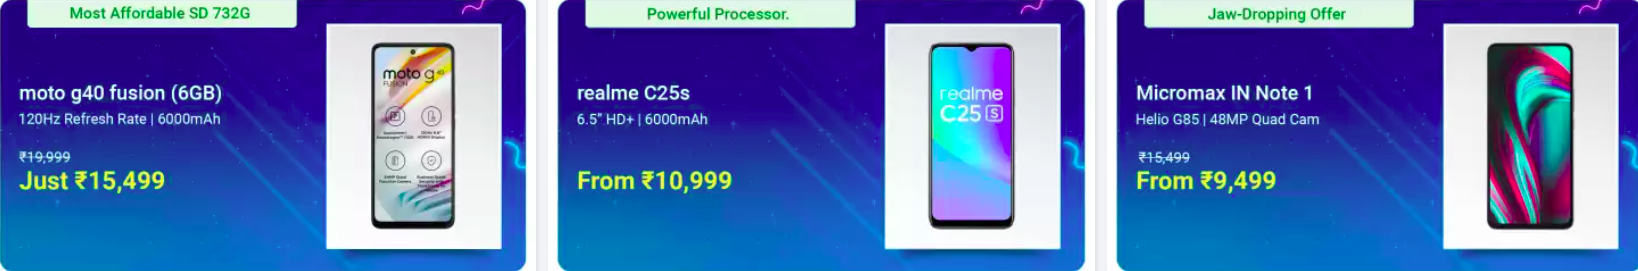 Most Affordable SD 732G
moto g40 fusion (6GB)
120Hz Refresh Rate | 6000mAh
₹19,999
Just ₹15,499
moto g40
FUSION
Powerful Processor.
realme C25s
6.5" HD+ | 6000mAh
From ₹10,999
realme
C25 S
Jaw-Dropping Offer
Micromax IN Note 1
Helio G85 | 48MP Quad Cam
₹15,499
From ₹9,499